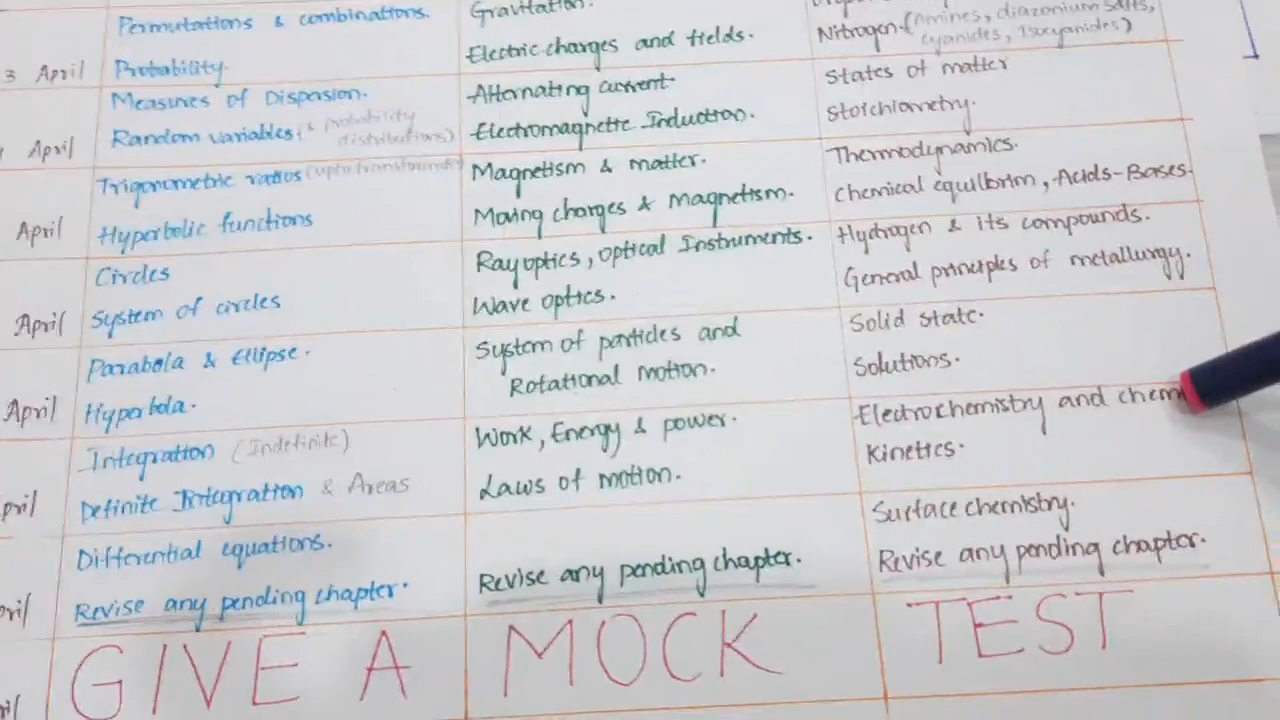 Permutations & combinations.
Gravitation.
Nitrogen-(Amines, diazonium salts,
cyanides, Isocyanides)
3 April
Probability.
Electric charges and fields.
April
Measures of Dispersion.
Random variables (& probability
distributions)
Alternating current
Electromagnetic Induction.
States of matter
Stoichiometry.
April
Trigonometric ratios (upto transformations)
Hyperbolic functions
Magnetism & matter.
Moving charges & magnetism.
Thermodynamics.
Chemical equilbrim, Acids-Bases.
April
Circles
System of circles
Ray optics, optical Instruments.
Wave optics.
Hydrogen & its compounds.
General principles of metallurgy.
April
Parabola & Ellipse.
Hyperbola.
System of particles and
Rotational motion.
Solid state.
Solutions.
pril
Integration (Indefinite)
Definite Integration & Areas
Work, Energy & power.
Laws of motion.
Electrochemistry and chem
Kinetics.
pril
Differential equations.
Revise any pending chapter.
Revise any pending chapter.
Surface chemistry.
Revise any pending chapter.
GIVE A MOCK TEST